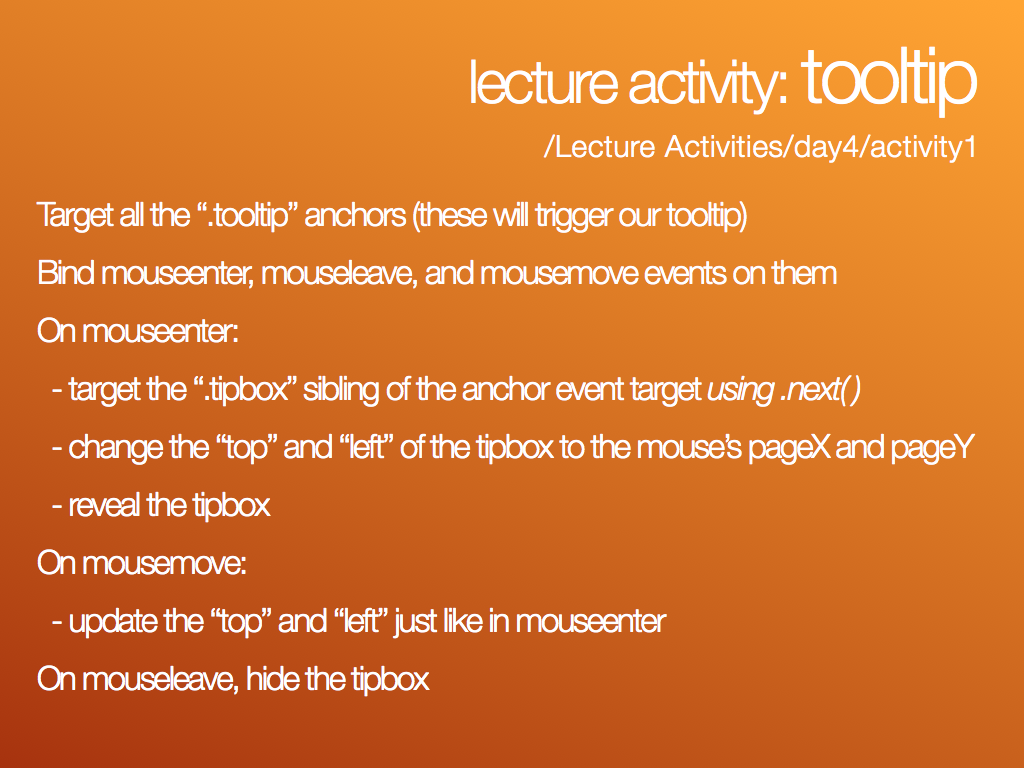 lecture activity: tooltip
/Lecture Activities/day4/activity1
Target all the “.tooltip” anchors (these will trigger our tooltip)
Bind mouseenter, mouseleave, and mousemove events on them
On mouseenter:
- target the “.tipbox” sibling of the anchor event target using .next( )
- change the “top” and “left” of the tipbox to the mouse’s pageX and pageY
- reveal the tipbox
On mousemove:
- update the “top” and “left” just like in mouseenter
On mouseleave, hide the tipbox